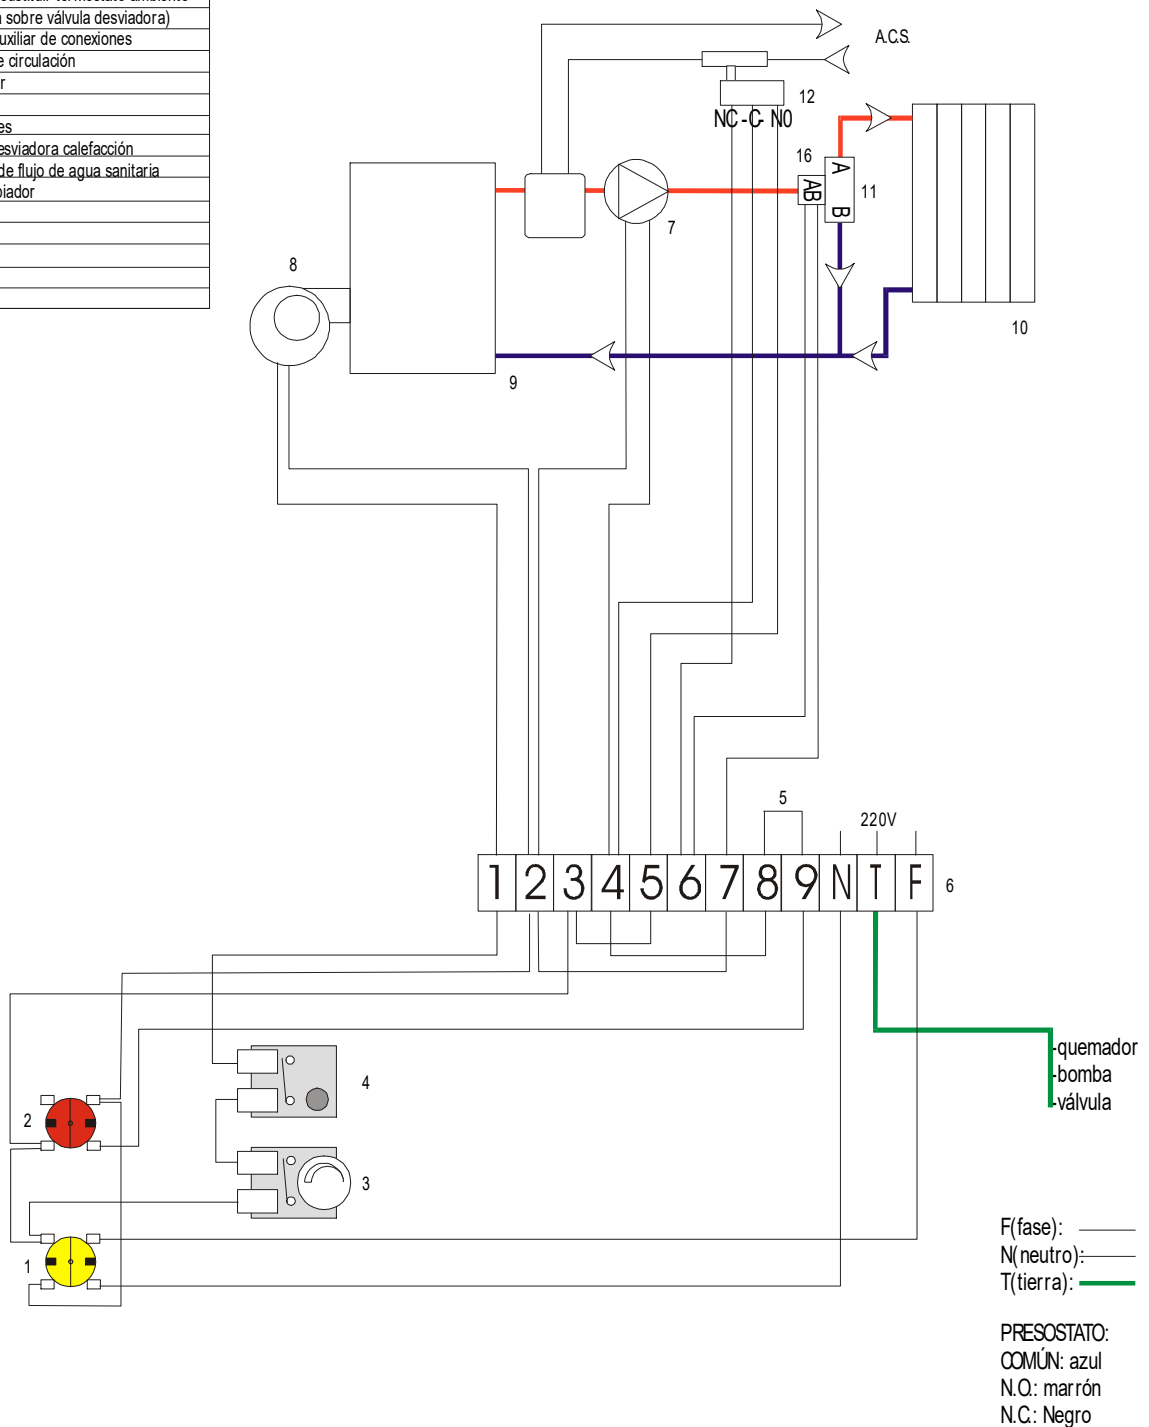 sobre válvula desviadora)
uxiliar de conexiones
e circulación
r
es
esviadora calefacción
de flujo de agua sanitaria
piador
A.C.S.
12
NC - C - NO
16
A
AB
11
B
7
8
10
9
5
220V
1 2 3 4 5 6 7 8 9 N T F
6
-quemador
-bomba
-válvula
4
2
3
1
F(fase):
N(neutro):
T(tierra):
PRESOSTATO:
COMÚN: azul
N.O.: marrón
N.C.: Negro